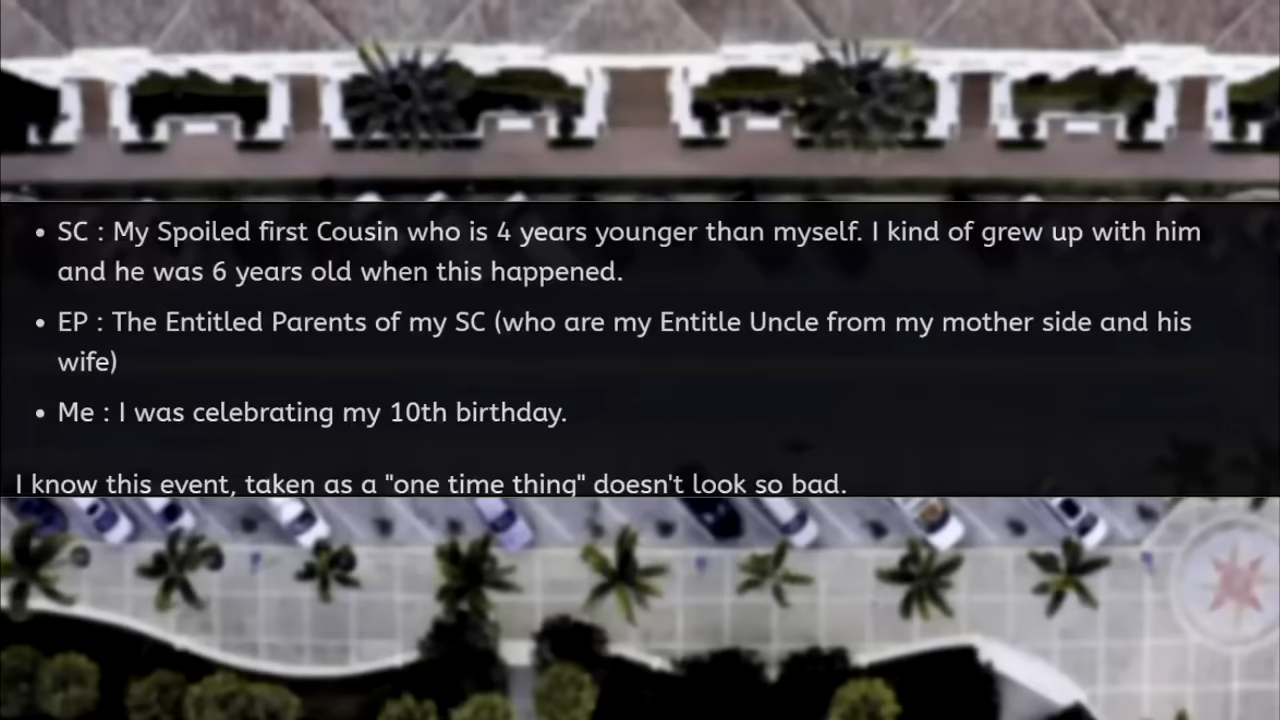 • SC : My Spoiled first Cousin who is 4 years younger than myself. I kind of grew up with him
and he was 6 years old when this happened.
• EP : The Entitled Parents of my SC (who are my Entitle Uncle from my mother side and his
wife)
• Me : I was celebrating my 10th birthday.
I know this event, taken as a "one time thing" doesn't look so bad.